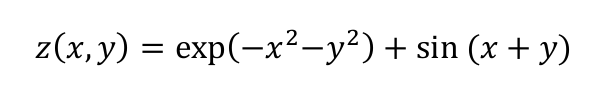 z(x, y) = exp(−x²−y²) + sin (x + y)